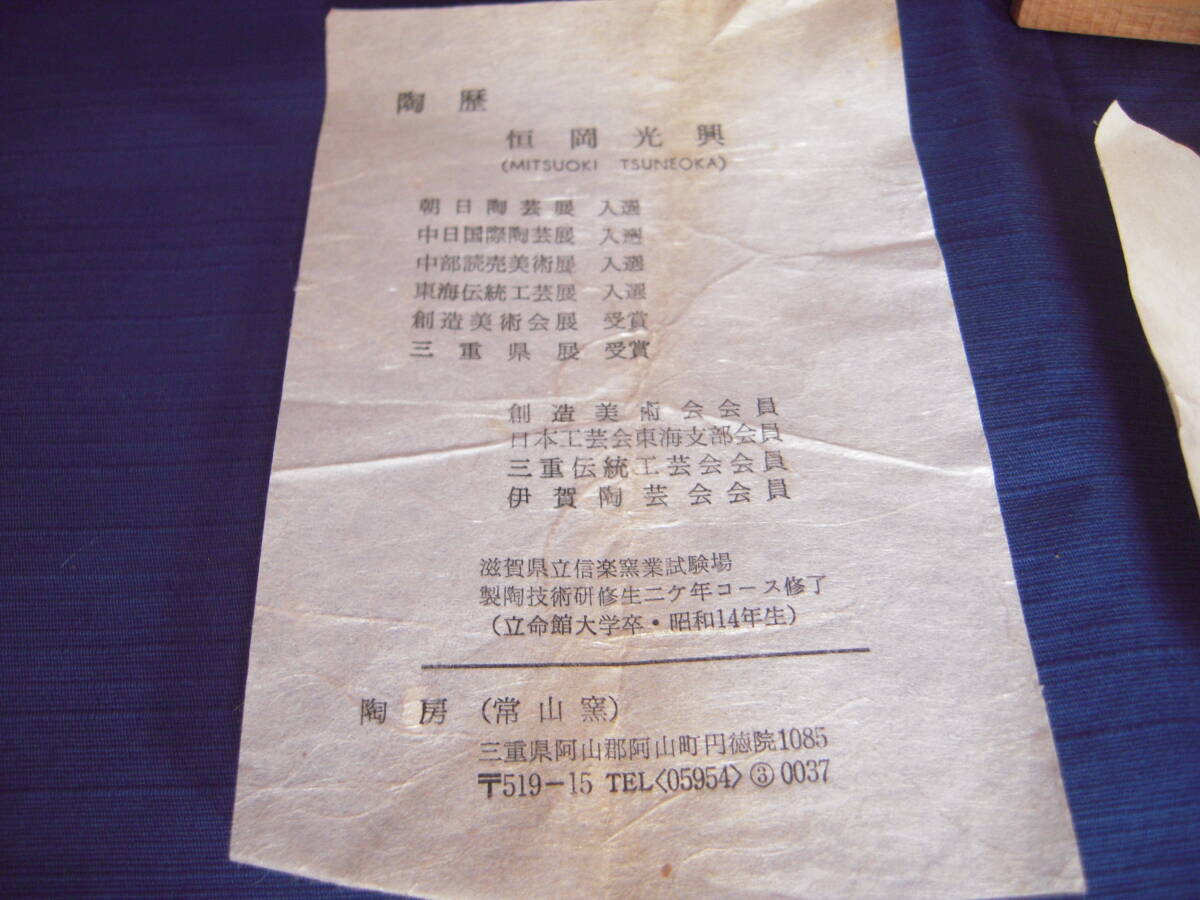 陶歴
恒岡光興
(MITSUOKI TSUNEOKA)
朝日陶芸展 入選
中日国際陶芸展 入選
中部読売美術展 入選
東海伝統工芸展 入選
創造美術会展 受賞
三重県展 受賞
創造美術会会員
日本工芸会東海支部会員
三重伝統工芸会会員
伊賀陶芸会会員
滋賀県立信楽窯業試験場
製陶技術研修生二ケ年コース修了
(立命館大学卒・昭和14年生)
陶房 (常山窯)
三重県阿山郡阿山町円徳院1085
〒519-15 TEL<05954>③0037